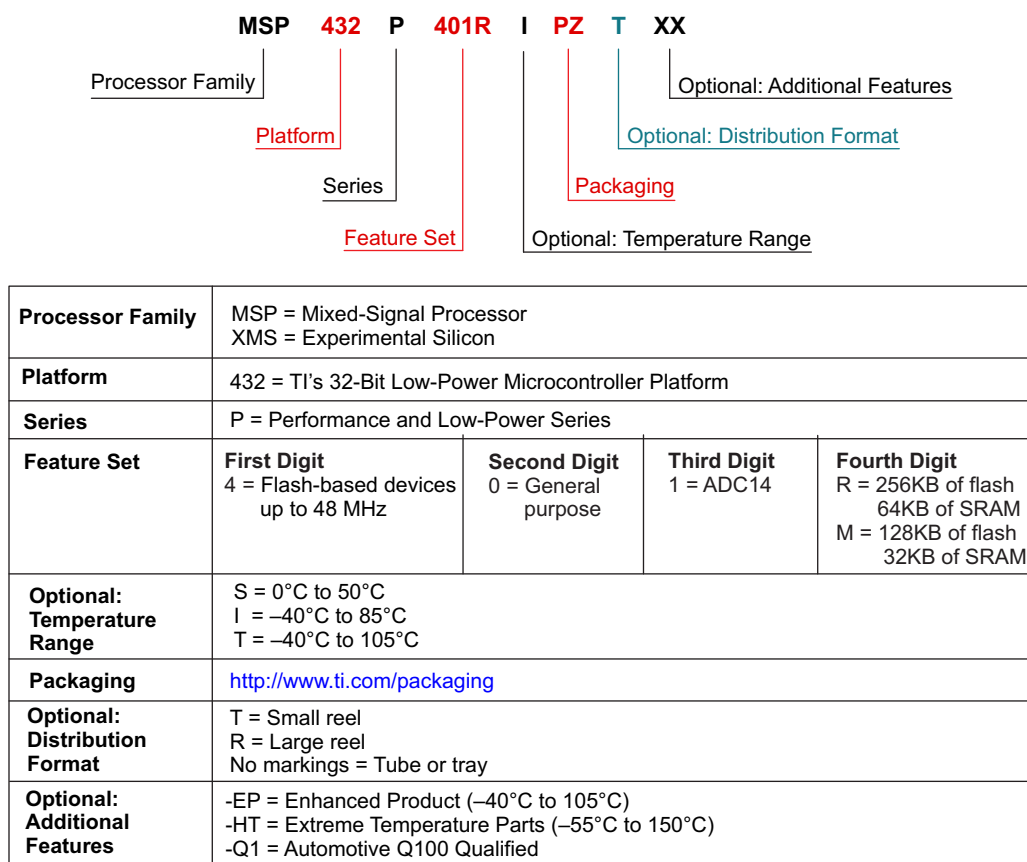 MSP 432 P 401R I PZ T XX
Processor Family
Optional: Additional Features
Platform
Optional: Distribution Format
Series
Packaging
Feature Set
Optional: Temperature Range
Processor Family
MSP = Mixed-Signal Processor
XMS = Experimental Silicon
Platform
432 = TI's 32-Bit Low-Power Microcontroller Platform
Series
P = Performance and Low-Power Series
Feature Set
First Digit
4 = Flash-based devices
up to 48 MHz
Second Digit
0 = General
purpose
Third Digit
1 = ADC14
Fourth Digit
R = 256KB of flash
64KB of SRAM
M = 128KB of flash
32KB of SRAM
Optional:
Temperature
Range
S = 0°C to 50°C
I = –40°C to 85°C
T = –40°C to 105°C
Packaging
http://www.ti.com/packaging
Optional:
Distribution
Format
T = Small reel
R = Large reel
No markings = Tube or tray
Optional:
Additional
Features
-EP = Enhanced Product (–40°C to 105°C)
-HT = Extreme Temperature Parts (–55°C to 150°C)
-Q1 = Automotive Q100 Qualified